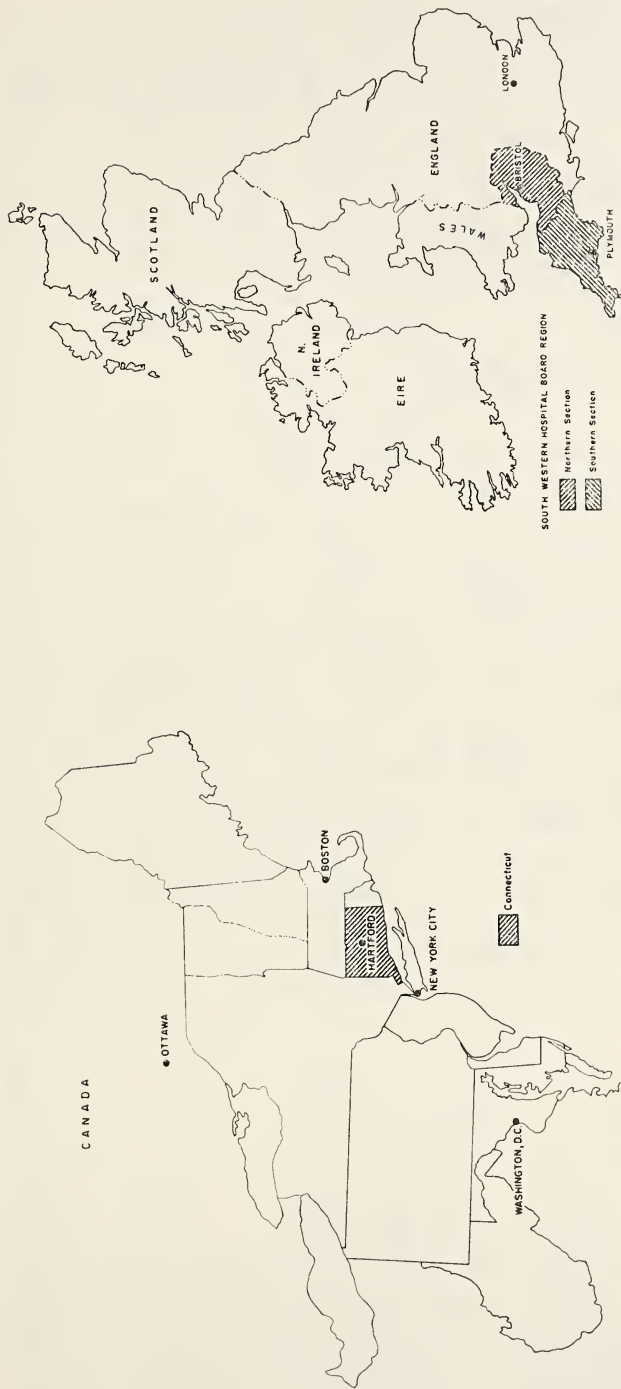 CANADA
OTTAWA
BOSTON
HARTFORD
NEW YORK CITY
WASHINGTON, D.C.
Connecticut
SCOTLAND
N.
IRELAND
EIRE
ENGLAND
WALES
LONDON
BRISTOL
PLYMOUTH
SOUTH WESTERN HOSPITAL BOARD REGION
Northern Section
Southern Section